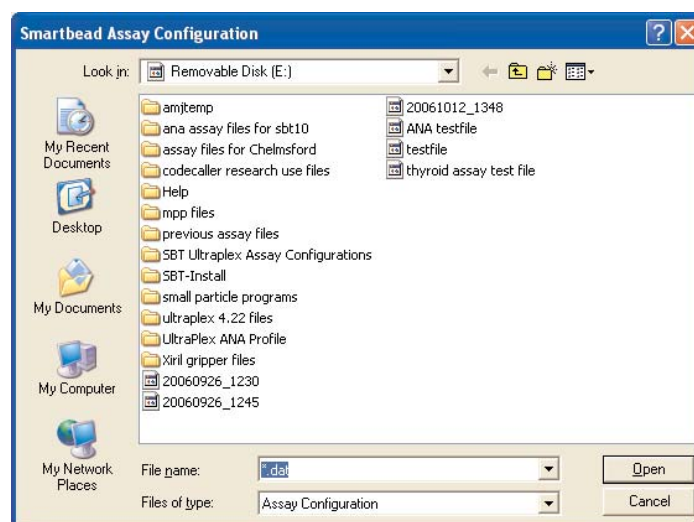 Smartbead Assay Configuration
Look in:
Removable Disk (E:)
My Recent
Documents
Desktop
My Documents
My Computer
My Network
Places
amjtemp
ana assay files for sbt10
assay files for Chelmsford
codecaller research use files
Help
mpp files
previous assay files
SBT Ultraplex Assay Configurations
SBT-Install
small particle programs
ultraplex 4.22 files
UltraPlex ANA Profile
Xiril gripper files
20060926_1230
20060926_1245
20061012_1348
ANA testfile
testfile
thyroid assay test file
File name:
*.dat
Open
Files of type:
Assay Configuration
Cancel